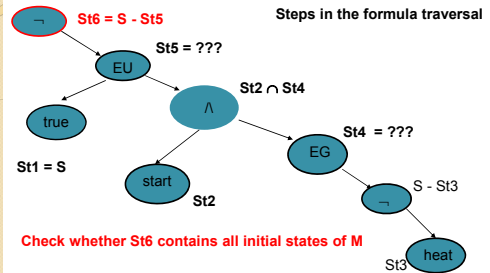 ¬
St6 = S - St5
Steps in the formula traversal
St5 = ???
EU
St2 ∩ St4
/\
true
St4 = ???
EG
St1 = S
start
St2
S - St3
¬
Check whether St6 contains all initial states of M
St3
heat